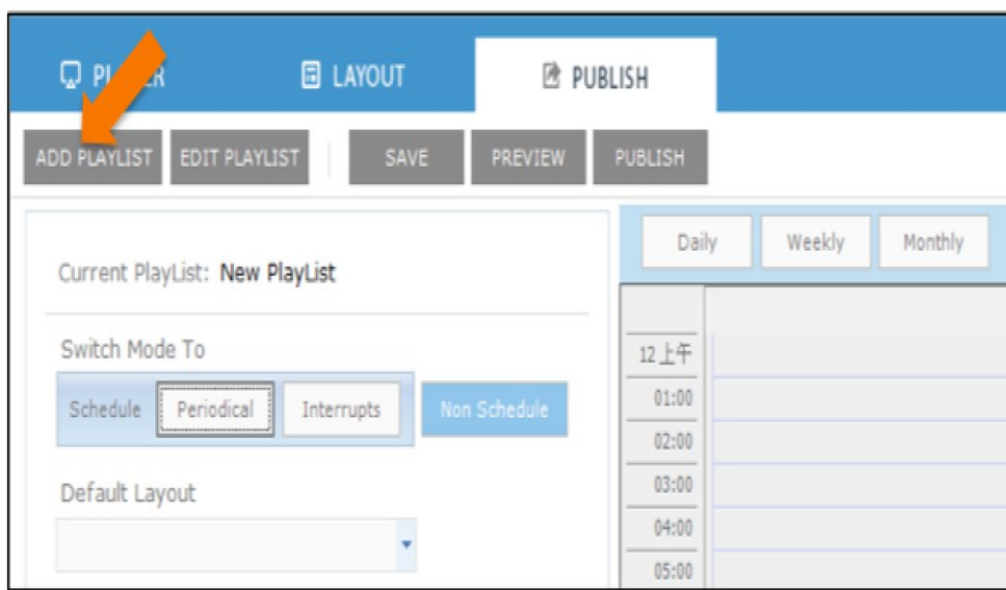 LAYOUT
PUBLISH
ADD PLAYLIST
EDIT PLAYLIST
SAVE
PREVIEW
PUBLISH
Current PlayList: New PlayList
Switch Mode To
Schedule
Periodical
Interrupts
Non Schedule
Default Layout
Daily
Weekly
Monthly
12 上午
01:00
02:00
03:00
04:00
05:00